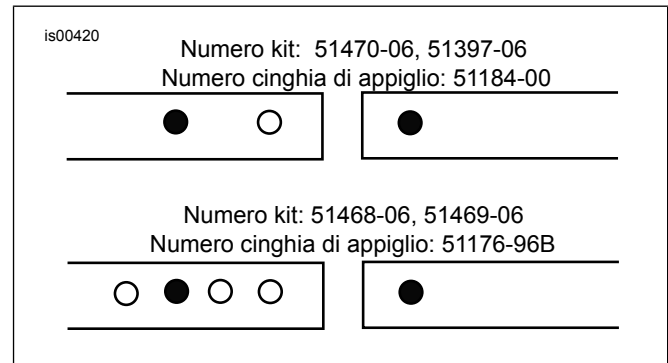 is00420
Numero kit: 51470-06, 51397-06
Numero cinghia di appiglio: 51184-00
Numero kit: 51468-06, 51469-06
Numero cinghia di appiglio: 51176-96B